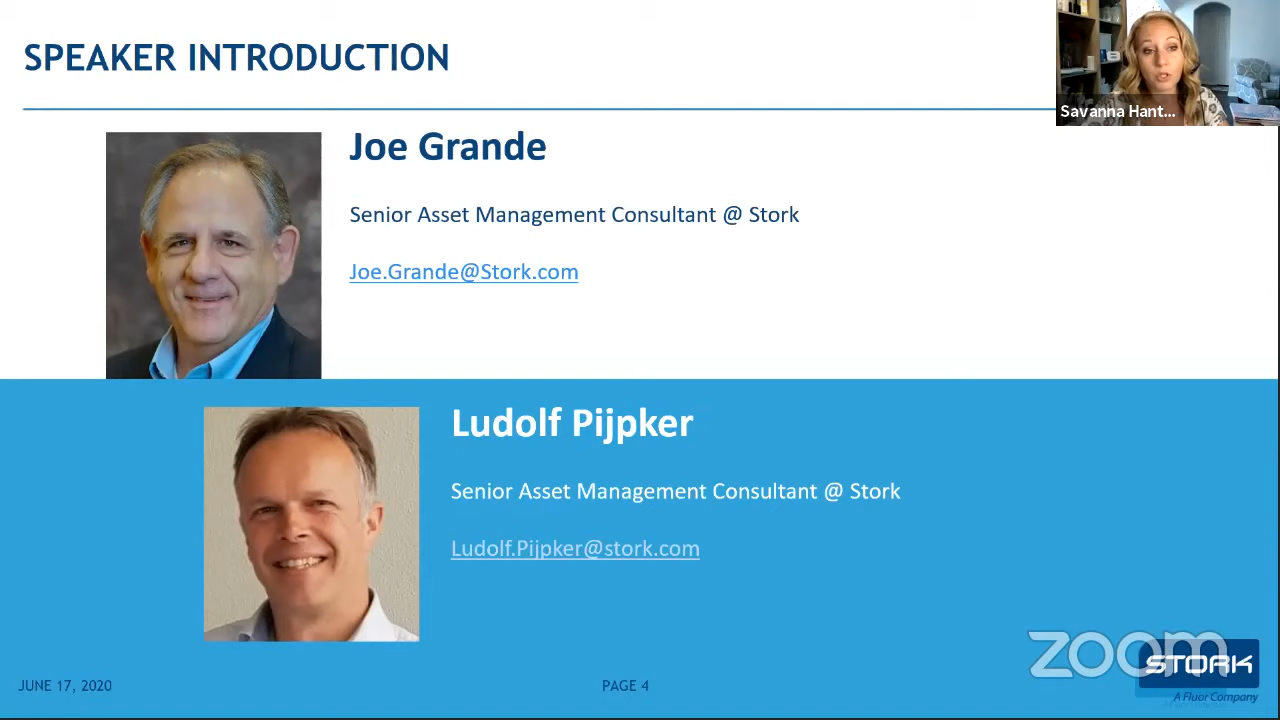 SPEAKER INTRODUCTION
Savanna Hant...
Joe Grande
Senior Asset Management Consultant @ Stork
Joe.Grande@Stork.com
Ludolf Pijpker
Senior Asset Management Consultant @ Stork
Ludolf.Pijpker@stork.com
zoom
STORK
A Fluor Company
JUNE 17, 2020
PAGE 4